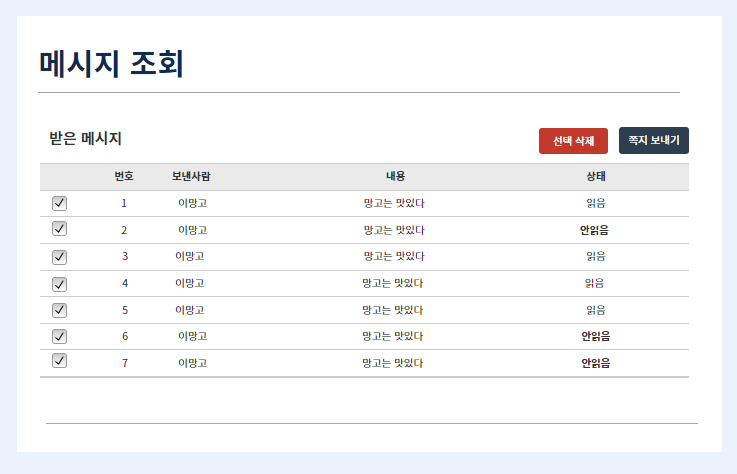 메시지 조회
받은 메시지 선택 삭제 쪽지 보내기
번호 보낸사람 내용 상태
1 이망고 망고는 맛있다 읽음
2 이망고 망고는 맛있다 안읽음
3 이망고 망고는 맛있다 읽음
4 이망고 망고는 맛있다 읽음
5 이망고 망고는 맛있다 읽음
6 이망고 망고는 맛있다 안읽음
7 이망고 망고는 맛있다 안읽음